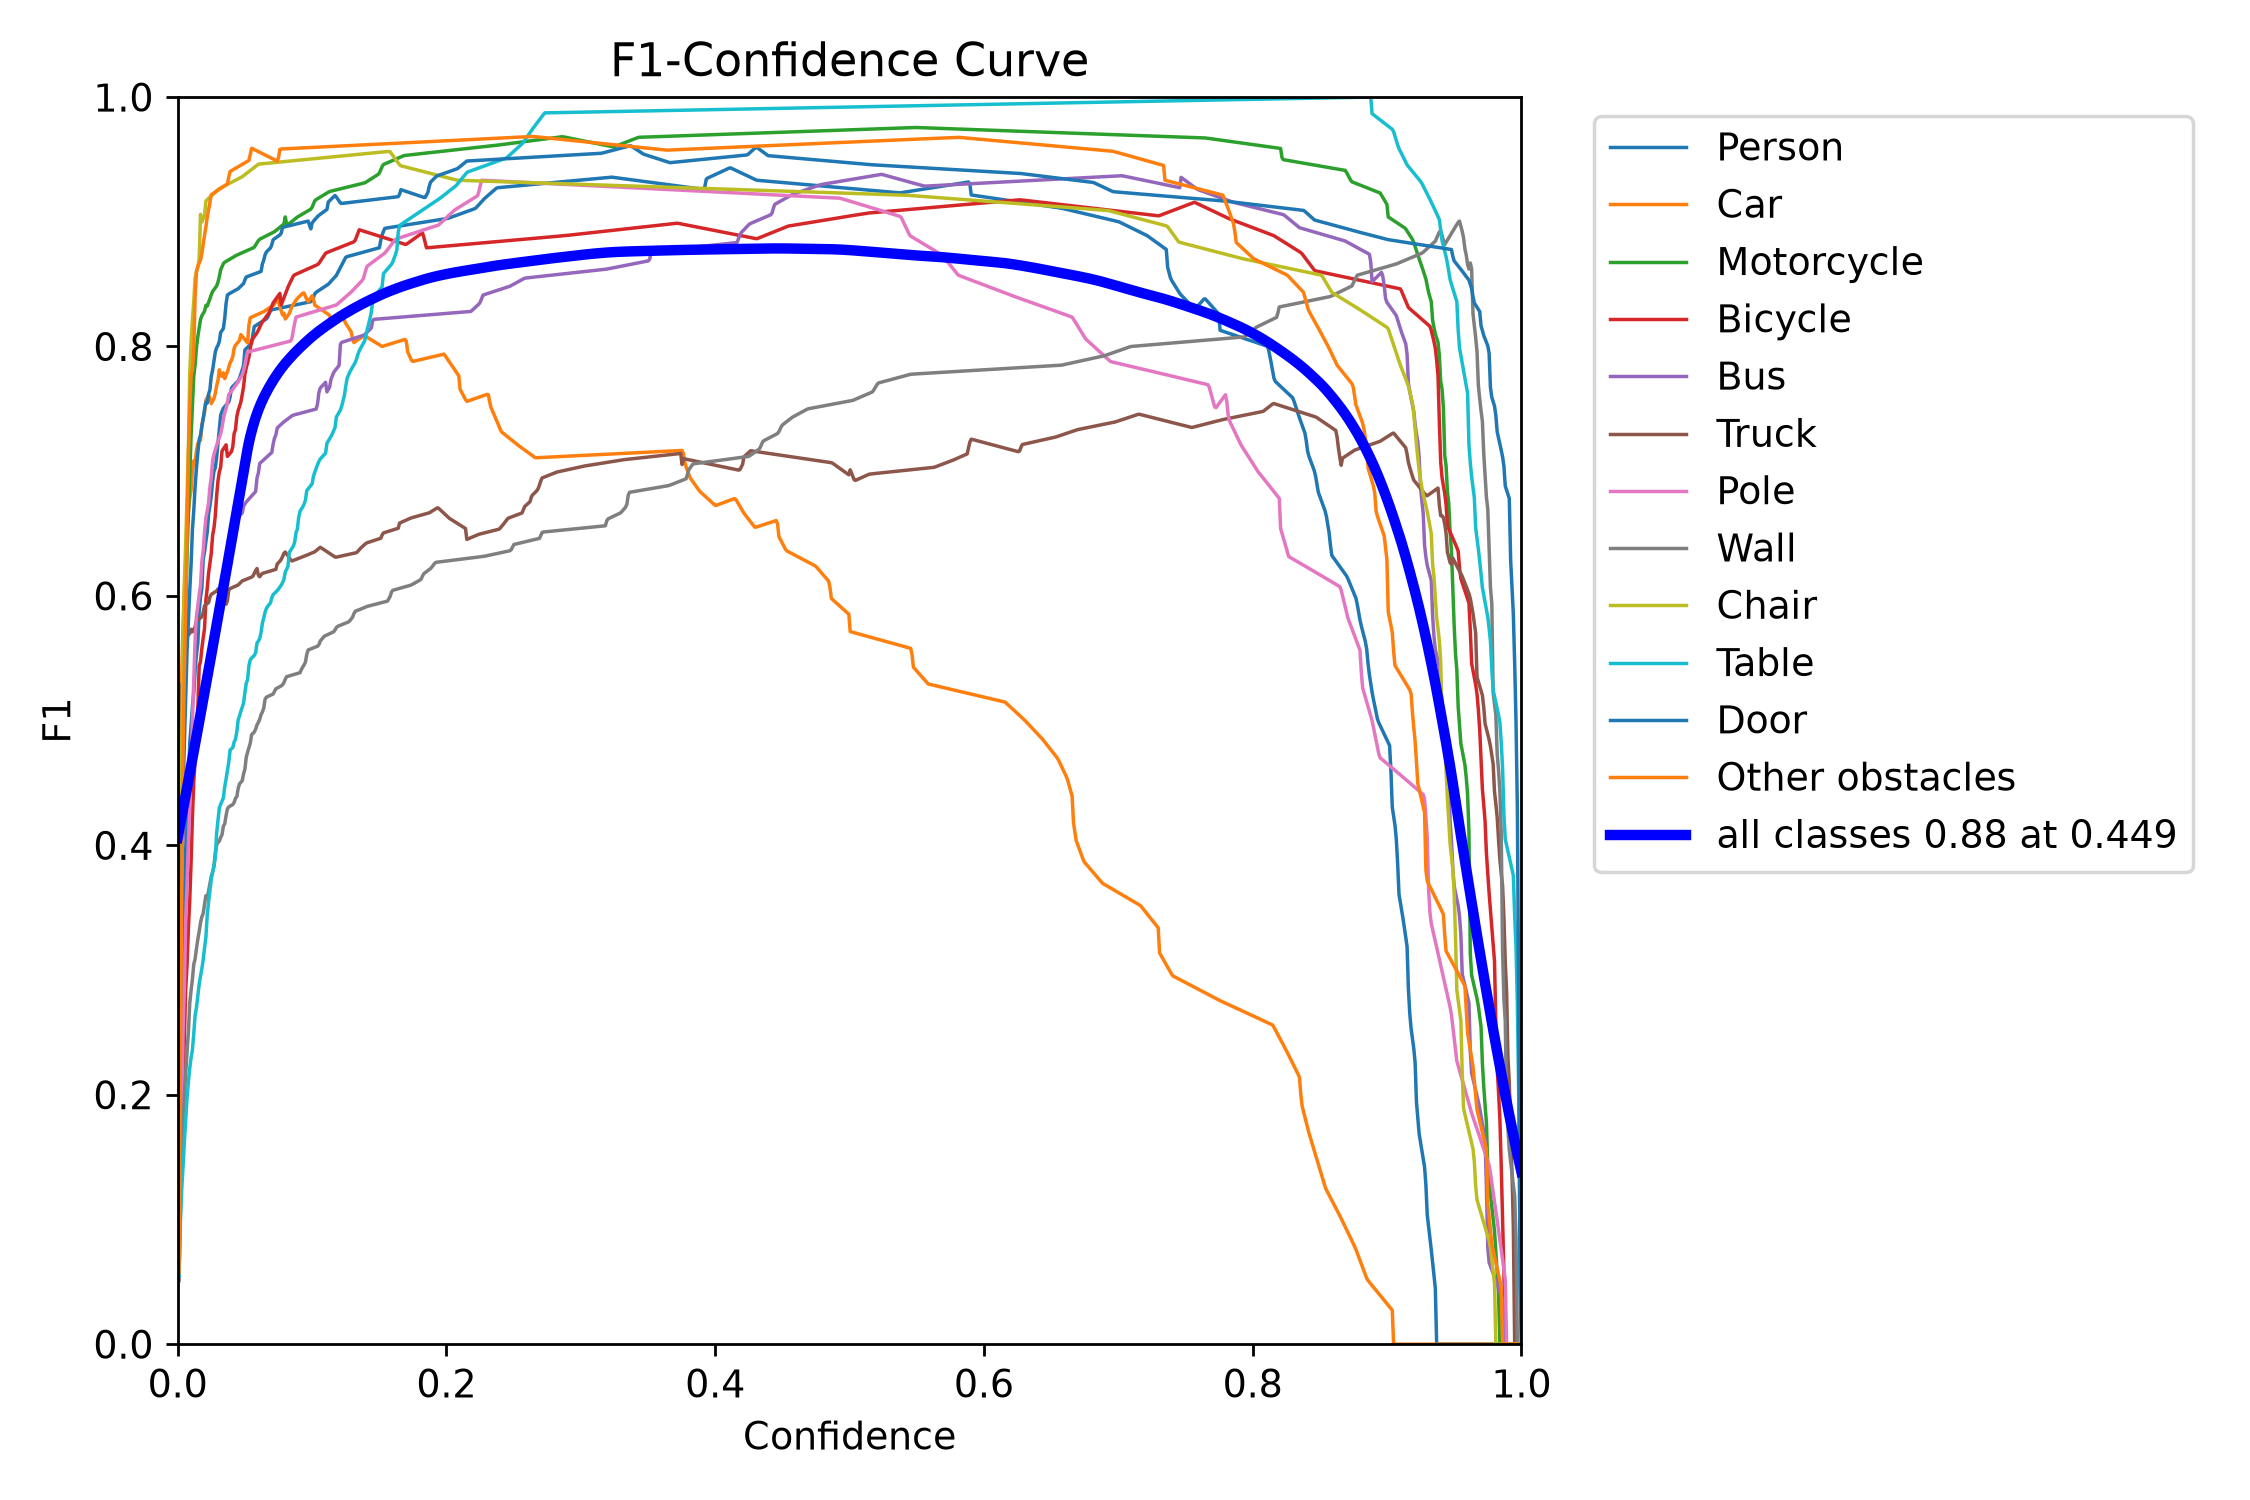 F1-Confidence Curve
1.0
0.8
0.6
0.4
0.2
0.0
F1
0.0 0.2 0.4 0.6 0.8 1.0
Confidence
Person
Car
Motorcycle
Bicycle
Bus
Truck
Pole
Wall
Chair
Table
Door
Other obstacles
all classes 0.88 at 0.449